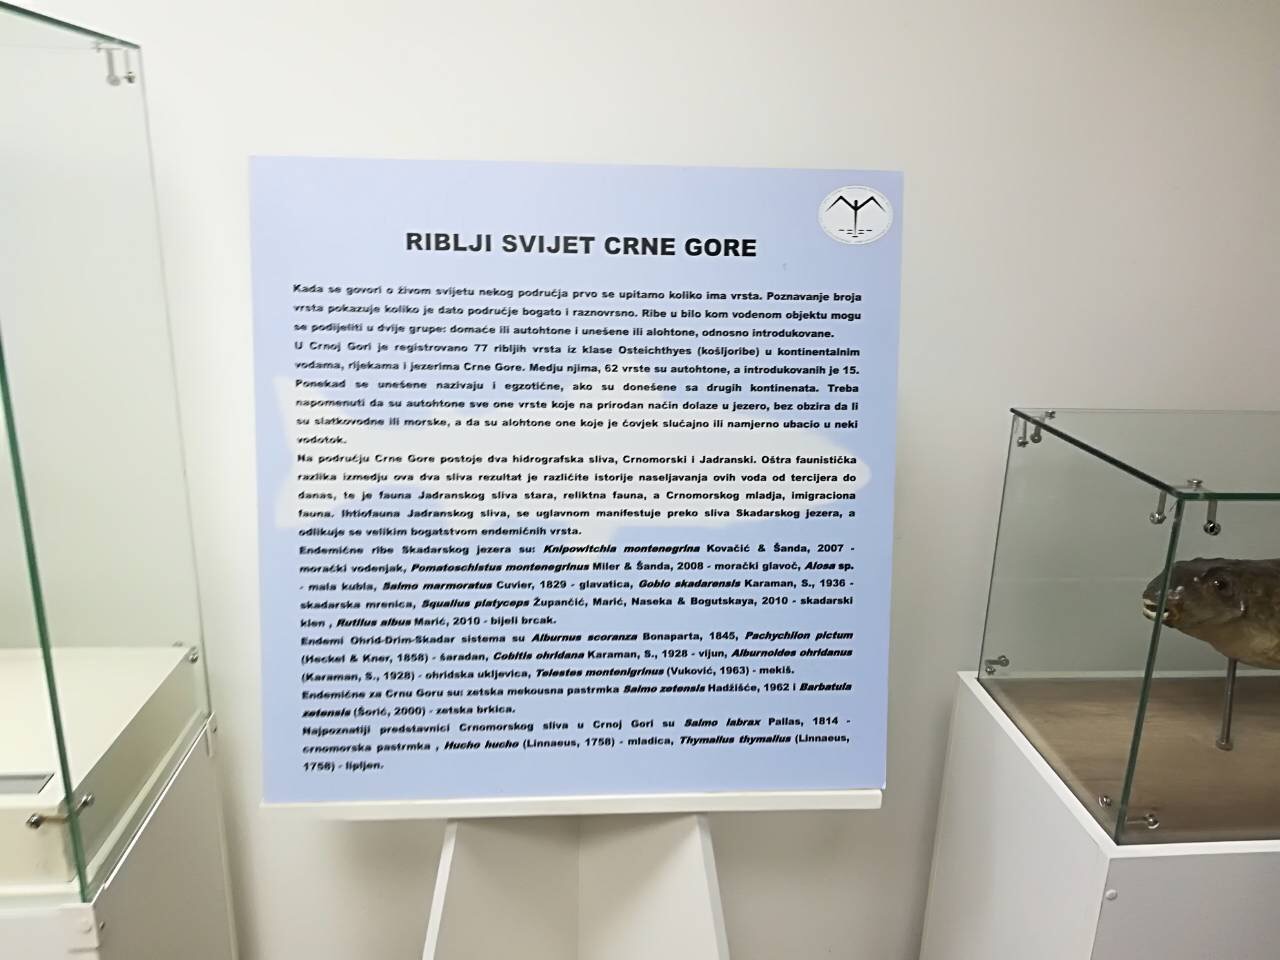 RIBLJI SVIJET CRNE GORE
Kada se govori o živom svijetu nekog područja prvo se upitamo koliko ima vrsta. Poznavanje broja
vrsta pokazuje koliko je dato područje bogato i raznovrsno. Ribe u bilo kom vodenom objektu mogu
se podijeliti u dvije grupe: domaće ili autohtone i unešene ili alohtone, odnosno introdukovane.
U Crnoj Gori je registrovano 77 ribljih vrsta iz klase Osteichthyes (košljoribe) u kontinentalnim
vodama, rijekama i jezerima Crne Gore. Medju njima, 62 vrste su autohtone, a introdukovanih je 15.
Ponekad se unešene nazivaju i egzotične, ako su donešene sa drugih kontinenata. Treba
napomenuti da su autohtone sve one vrste koje na prirodan način dolaze u jezero, bez obzira da li
su slatkovodne ili morske, a da su alohtone one koje je čovjek slučajno ili namjerno ubacio u neki
vodotok.
Na području Crne Gore postoje dva hidrografska sliva, Crnomorski i Jadranski. Oštra faunistička
razlika izmedju ova dva sliva rezultat je različite istorije naseljavanja ovih voda od tercijera do
danas, te je fauna Jadranskog sliva stara, reliktna fauna, a Crnomorskog mladja, imigraciona
fauna. Ihtiofauna Jadranskog sliva, se uglavnom manifestuje preko sliva Skadarskog jezera, a
odlikuje se velikim bogatstvom endemičnih vrsta.
Endemične ribe Skadarskog jezera su: Knipowitchia montenegrina Kovačić & Šanda, 2007 -
morački vodenjak, Pomatoschistus montenegrinus Miler & Šanda, 2008 - morački glavoč, Alosa sp.
- mala kubla, Salmo marmoratus Cuvier, 1829 - glavatica, Gobio skadarensis Karaman, S., 1936 -
skadarska mrenica, Squalius platyceps Župančić, Marić, Naseka & Bogutskaya, 2010 - skadarski
klen , Rutilus albus Marić, 2010 - bijeli brcak.
Endemi Ohrid-Drim-Skadar sistema su Alburnus scoranza Bonaparta, 1845, Pachychilon pictum
(Heckel & Kner, 1858) - šaradan, Cobitis ohridana Karaman, S., 1928 - vijun, Alburnoides ohridanus
(Karaman, S., 1928) - ohridska ukljevica, Telestes montenigrinus (Vuković, 1963) - mekiš.
Endemične za Crnu Goru su: zetska mekousna pastrmka Salmo zetensis Hadžišće, 1962 i Barbatula
zetensis (Šorić, 2000) - zetska brkica.
Najpoznatiji predstavnici Crnomorskog sliva u Crnoj Gori su Salmo labrax Pallas, 1814 -
crnomorska pastrmka , Hucho hucho (Linnaeus, 1758) - mladica, Thymallus thymallus (Linnaeus,
1758) - lipljen.